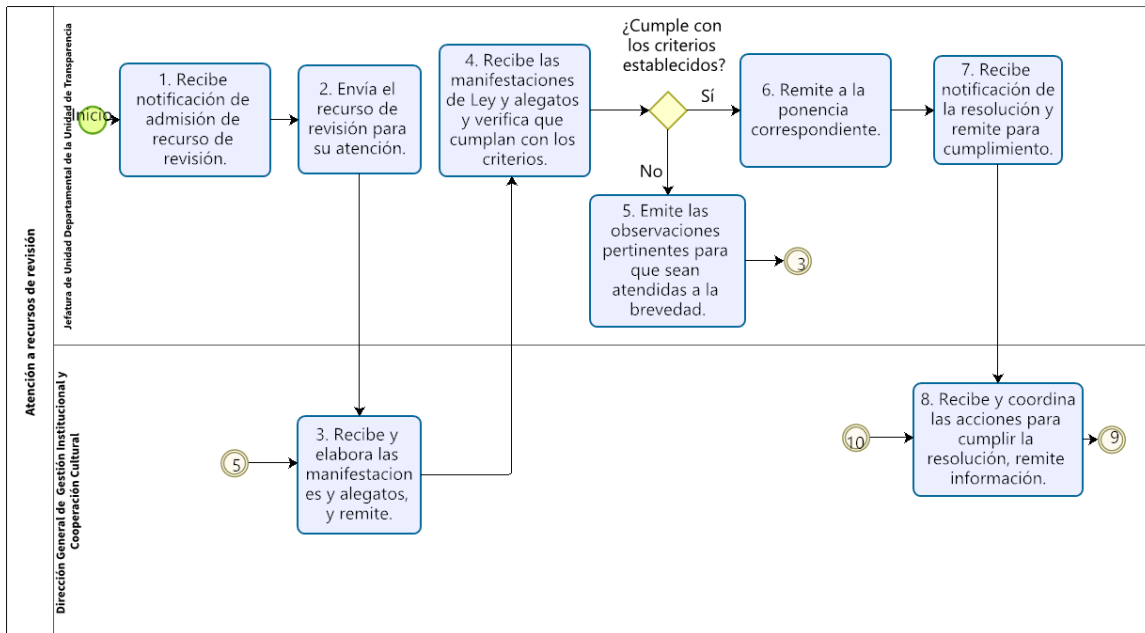 Atención a recursos de revisión
Jefatura de Unidad Departamental de la Unidad de Transparencia
Inicio
1. Recibe
notificación de
admisión de
recurso de
revisión.
2. Envía el
recurso de
revisión para
su atención.
4. Recibe las
manifestaciones
de Ley y alegatos
y verifica que
cumplan con los
criterios.
¿Cumple con
los criterios
establecidos?
Sí
No
6. Remite a la
ponencia
correspondiente.
7. Recibe
notificación de
la resolución y
remite para
cumplimiento.
5. Emite las
observaciones
pertinentes para
que sean
atendidas a la
brevedad.
3
Dirección General de Gestión Institucional y
Cooperación Cultural
5
3. Recibe y
elabora las
manifestacion
es y alegatos,
y remite.
10
8. Recibe y coordina
las acciones para
cumplir la
resolución, remite
información.
9